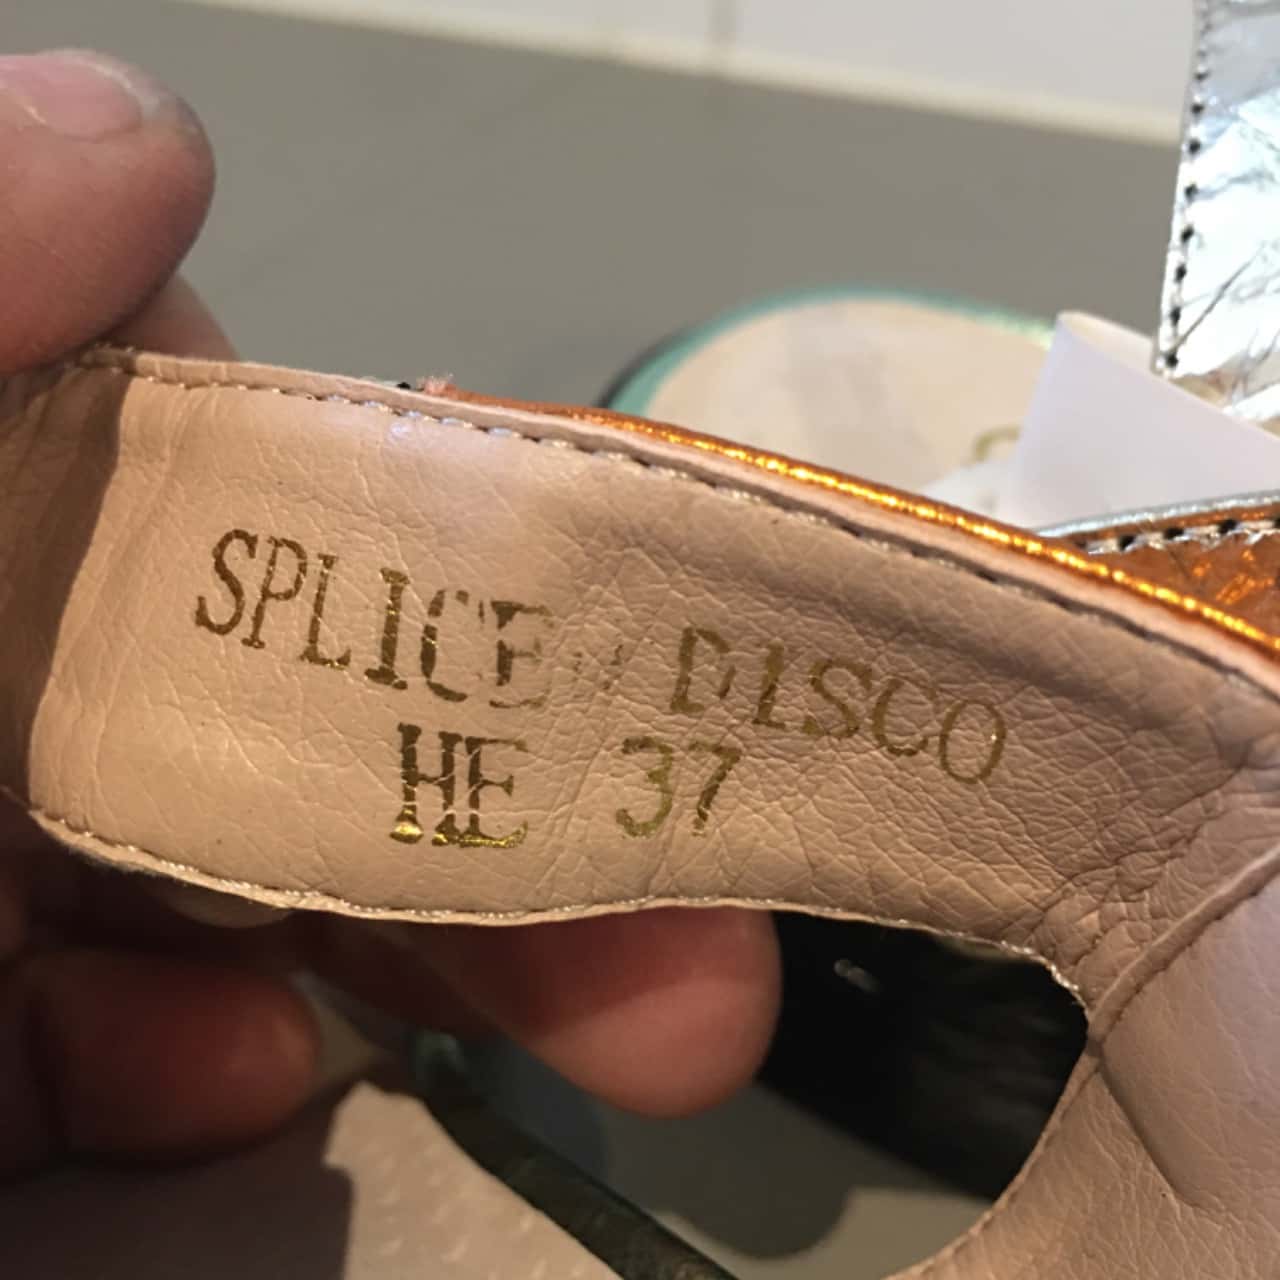 SPLICE / DISCO
HE 37